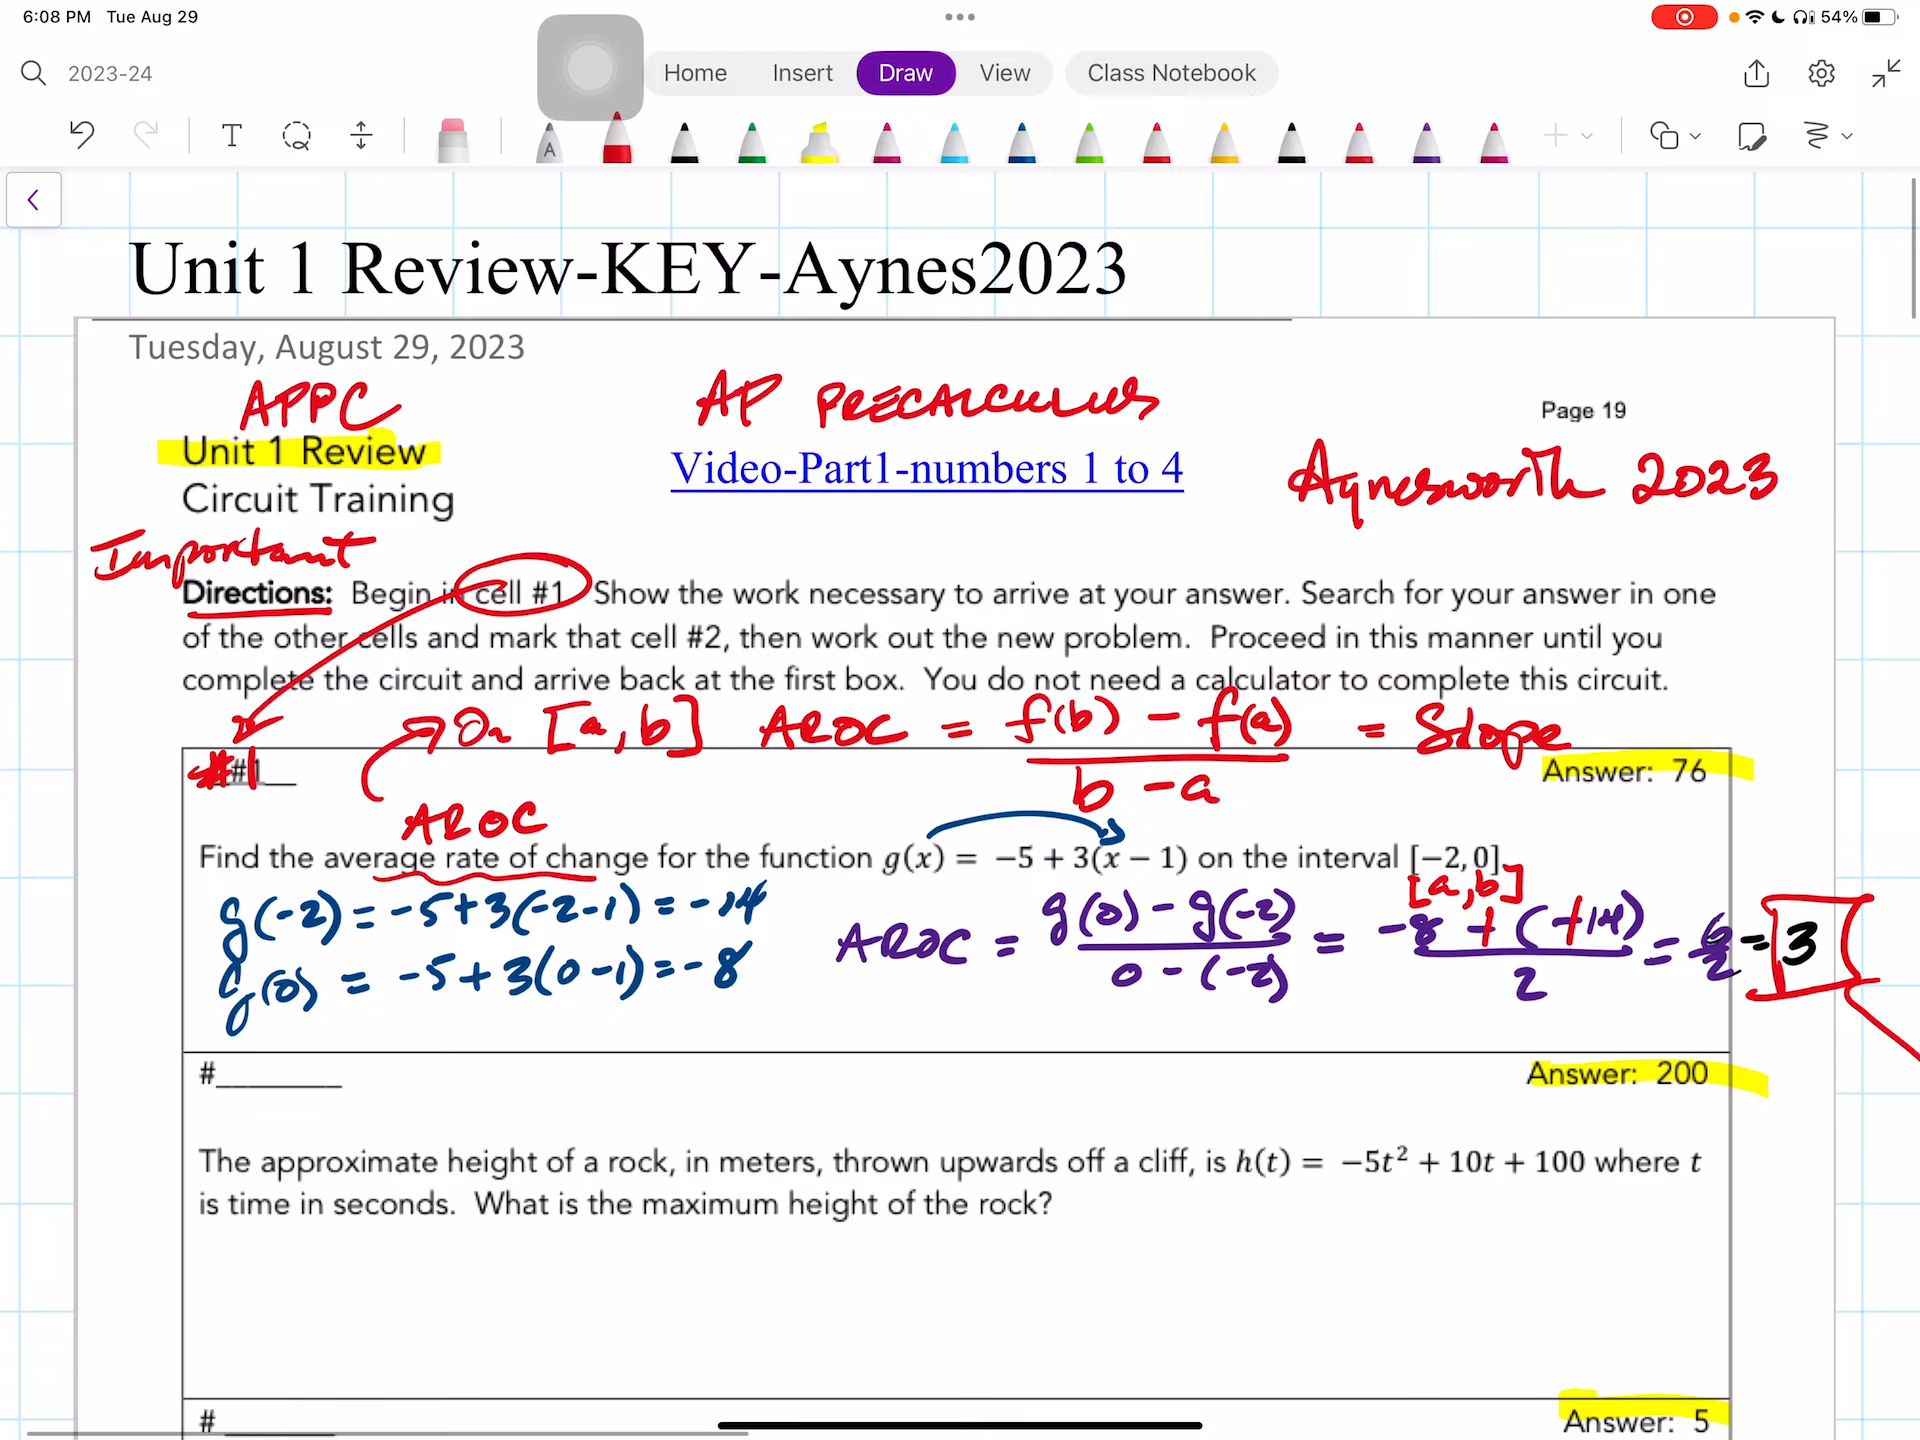 6:08 PM Tue Aug 29
54%
2023-24
Home Insert Draw View Class Notebook
T
A
Unit 1 Review-KEY-Aynes2023
Tuesday, August 29, 2023
APPC
AP PRECALCULUS
Page 19
Unit 1 Review
Video-Part1-numbers 1 to 4
Aynesworth 2023
Circuit Training
Important
Directions: Begin in cell #1. Show the work necessary to arrive at your answer. Search for your answer in one
of the other cells and mark that cell #2, then work out the new problem. Proceed in this manner until you
complete the circuit and arrive back at the first box. You do not need a calculator to complete this circuit.
On [a,b] AROC = f(b) - f(a) / b - a = Slope
#1
Answer: 76
AROC
Find the average rate of change for the function g(x) = −5 + 3(x − 1) on the interval [−2, 0].
[a,b]
g(-2) = -5+3(-2-1) = -14
g(0) = -5+3(0-1) = -8
AROC = g(0) - g(-2) / 0 - (-2) = -8 + (+14) / 2 = 6/2 = 3
#
Answer: 200
The approximate height of a rock, in meters, thrown upwards off a cliff, is h(t) = −5t² + 10t + 100 where t
is time in seconds. What is the maximum height of the rock?
#
Answer: 5